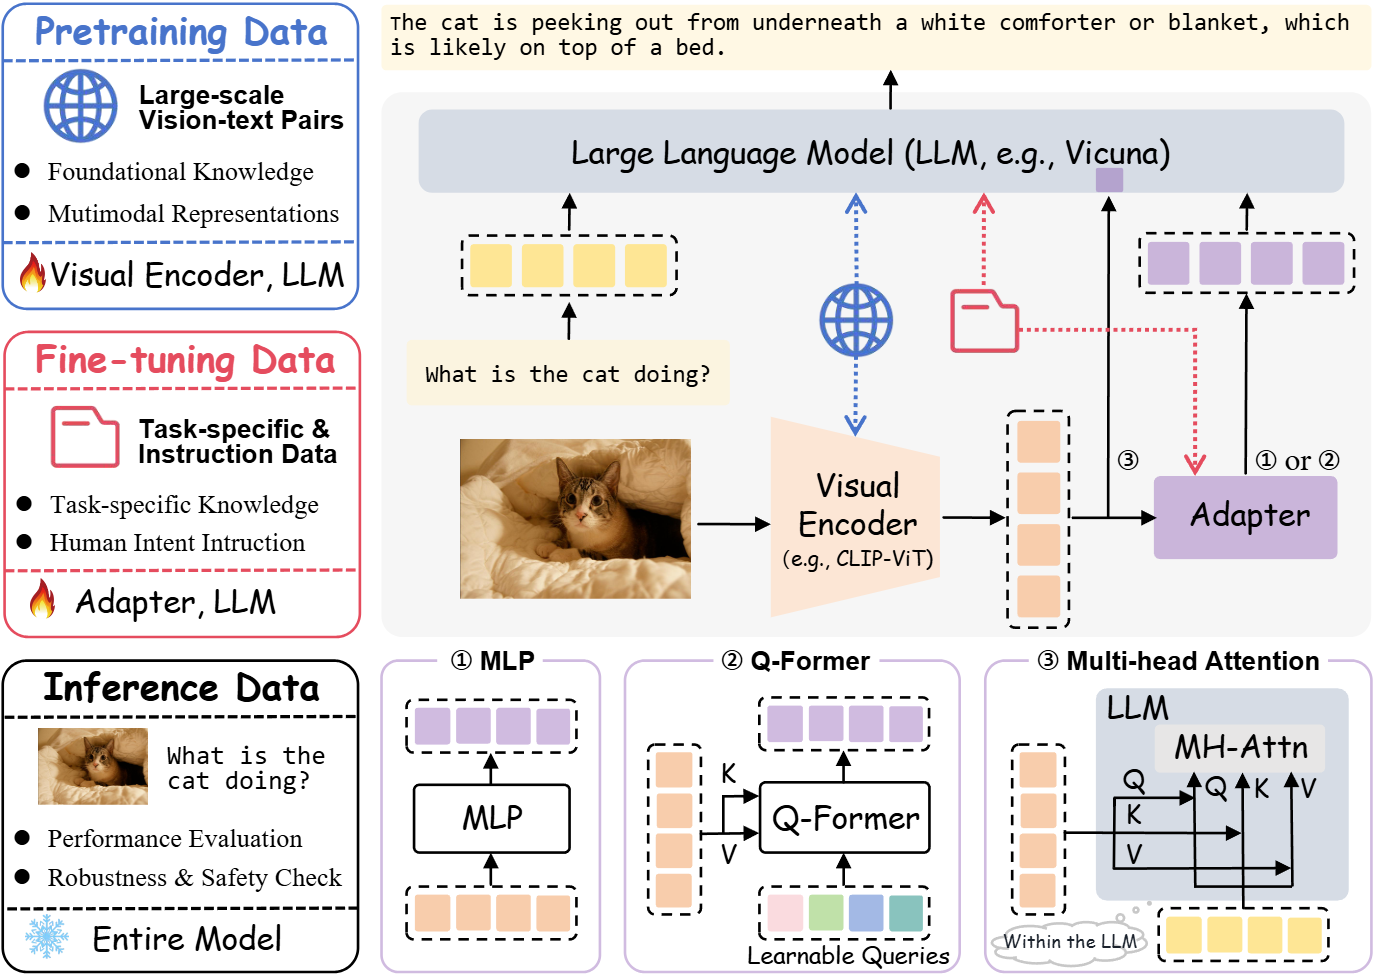 Pretraining Data
Large-scale
Vision-text Pairs
● Foundational Knowledge
● Mutimodal Representations
Visual Encoder, LLM
Fine-tuning Data
Task-specific &
Instruction Data
● Task-specific Knowledge
● Human Intent Intruction
Adapter, LLM
Inference Data
What is the
cat doing?
● Performance Evaluation
● Robustness & Safety Check
Entire Model
The cat is peeking out from underneath a white comforter or blanket, which
is likely on top of a bed.
Large Language Model (LLM, e.g., Vicuna)
What is the cat doing?
Visual
Encoder
(e.g., CLIP-ViT)
③
① or ②
Adapter
① MLP
MLP
② Q-Former
K
V
Q-Former
Learnable Queries
③ Multi-head Attention
LLM
MH-Attn
Q
K
V
Q K V
Within the LLM